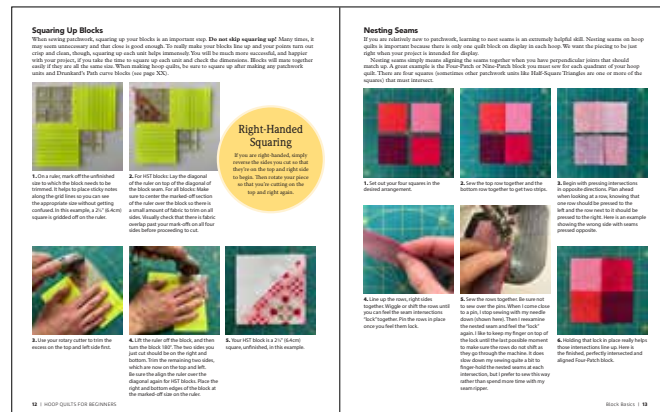 Squaring Up Blocks
When sewing patchwork, squaring up your blocks is an important step. Do not skip squaring up! Many times, it
may seem unnecessary and that close is good enough. To really make your blocks line up and your points turn out
crisp and clean, though, squaring up each unit helps immensely. You will be much more successful, and happier
with your project, if you take the time to square up each unit and check the dimensions. Blocks will mate together
easily if they are all the same size. When making hoop quilts, be sure to square up after making any patchwork
units and Drunkard's Path curve blocks (see page XX).
Right-Handed
Squaring
If you are right-handed, simply
reverse the sides you cut so that
they're on the top and right side
to begin. Then rotate your piece
so that you're cutting on the
top and right again.
1. On a ruler, mark off the unfinished
size to which the block needs to be
trimmed. It helps to place sticky notes
along the grid lines so you can see
the appropriate size without getting
confused. In this example, a 2½" (6.4cm)
square is gridded off on the ruler.
2. For HST blocks: Lay the diagonal
of the ruler on top of the diagonal of
the block seam. For all blocks: Make
sure to center the marked-off section
of the ruler over the block so there is
a small amount of fabric to trim on all
sides. Visually check that there is fabric
overlap past your mark-offs on all four
sides before proceeding to cut.
3. Use your rotary cutter to trim the
excess on the top and left side first.
4. Lift the ruler off the block, and then
turn the block 180°. The two sides you
just cut should be on the right and
bottom. Trim the remaining two sides,
which are now on the top and left.
Be sure the align the ruler over the
diagonal again for HST blocks. Place the
right and bottom edges of the block at
the marked-off size on the ruler.
5. Your HST block is a 2½" (6.4cm)
square, unfinished, in this example.
12 | HOOP QUILTS FOR BEGINNERS
Nesting Seams
If you are relatively new to patchwork, learning to nest seams is an extremely helpful skill. Nesting seams on hoop
quilts is important because there is only one quilt block on display in each hoop. We want the piecing to be just
right when your project is intended for display.
Nesting seams simply means aligning the seams together when you have perpendicular joints that should
match up. A great example is the Four-Patch or Nine-Patch block you must sew for each quadrant of your hoop
quilt. There are four squares (sometimes other patchwork units like Half-Square Triangles are one or more of the
squares) that must intersect.
1. Set out your four squares in the
desired arrangement.
2. Sew the top row together and the
bottom row together to get two strips.
3. Begin with pressing intersections
in opposite directions. Plan ahead
when looking at a row, knowing that
one row should be pressed to the
left and the row next to it should be
pressed to the right. Here is an example
showing the wrong side with seams
pressed opposite.
4. Line up the rows, right sides
together. Wiggle or shift the rows until
you can feel the seam intersections
"lock" together. Pin the rows in place
once you feel them lock.
5. Sew the rows together. Be sure not
to sew over the pins. When I come close
to a pin, I stop sewing with my needle
down (shown here). Then I reexamine
the nested seam and feel the "lock"
again. I like to keep my finger on top of
the lock until the last possible moment
to make sure the rows do not shift as
they go through the machine. It does
slow down my sewing quite a bit to
finger-hold the nested seams at each
intersection, but I prefer to sew this way
rather than spend more time with my
seam ripper.
6. Holding that lock in place really helps
those intersections line up. Here is
the finished, perfectly intersected and
aligned Four-Patch block.
Block Basics | 13